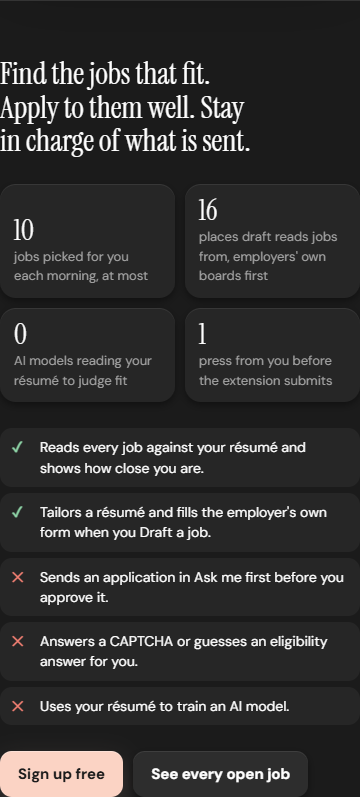 Find the jobs that fit.
Apply to them well. Stay
in charge of what is sent.
10
jobs picked for you
each morning, at most
16
places draft reads jobs
from, employers' own
boards first
0
AI models reading your
résumé to judge fit
1
press from you before
the extension submits
Reads every job against your résumé and
shows how close you are.
Tailors a résumé and fills the employer's own
form when you Draft a job.
Sends an application in Ask me first before you
approve it.
Answers a CAPTCHA or guesses an eligibility
answer for you.
Uses your résumé to train an AI model.
Sign up free
See every open job